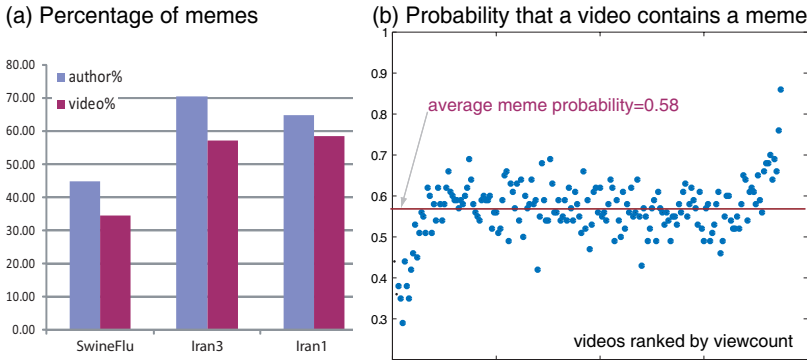 (a) Percentage of memes
80.00
70.00
60.00
50.00
40.00
30.00
20.00
10.00
0.00
author%
video%
SwineFlu Iran3 Iran1
(b) Probability that a video contains a meme
1
0.9
0.8
0.7
0.6
0.5
0.4
0.3
average meme probability=0.58
videos ranked by viewcount